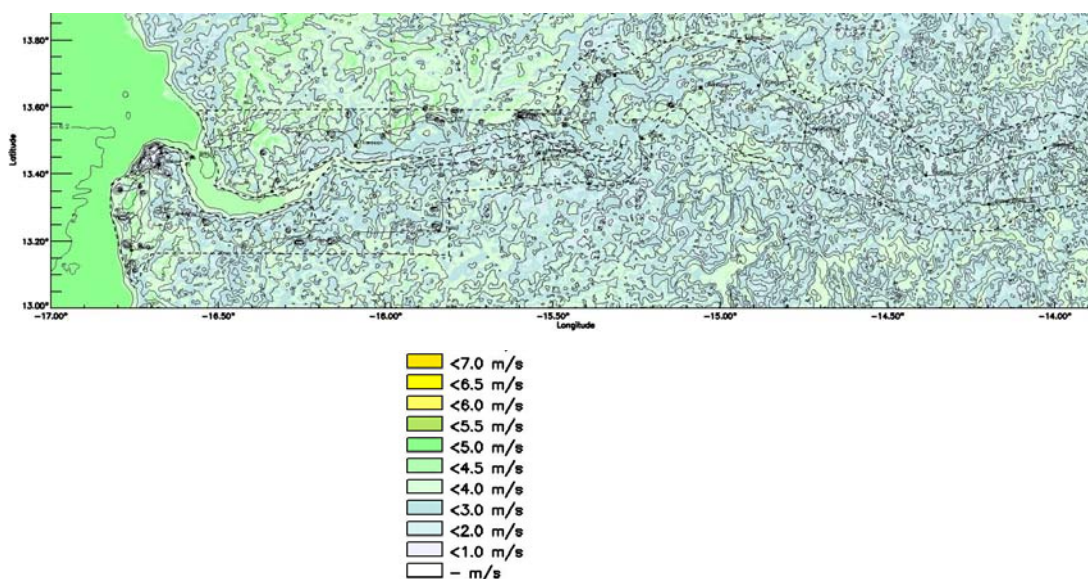 13.80°
13.60°
Latitude
13.40°
13.20°
13.00°
-17.00° -16.50° -16.00° -15.50° -15.00° -14.50° -14.00°
Longitude
<7.0 m/s
<6.5 m/s
<6.0 m/s
<5.5 m/s
<5.0 m/s
<4.5 m/s
<4.0 m/s
<3.0 m/s
<2.0 m/s
<1.0 m/s
- m/s